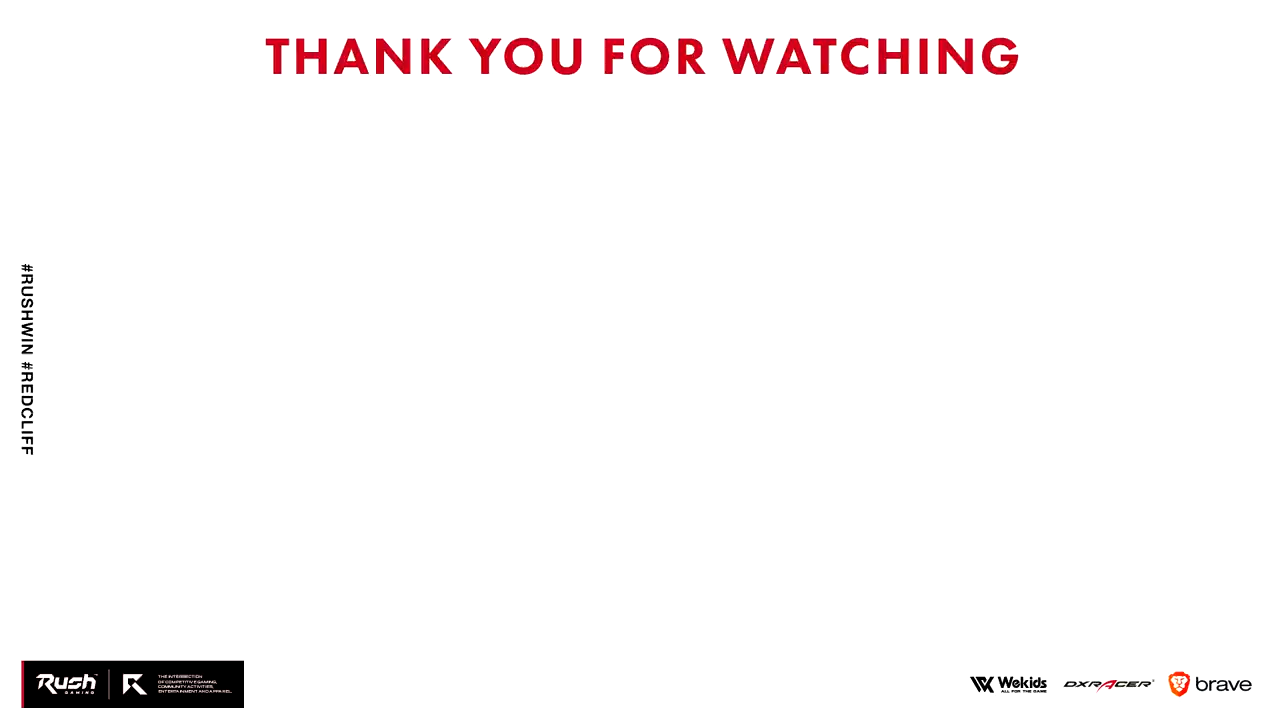 THANK YOU FOR WATCHING
#RUSHWIN #REDCLIFF
Rush
GAMING
THE INTERSECTION
OF COMPETITIVE GAMING,
COMMUNITY ACTIVITIES,
ENTERTAINMENT AND APPAREL.
Wekids
ALL FOR THE GAME
DXRACER
brave